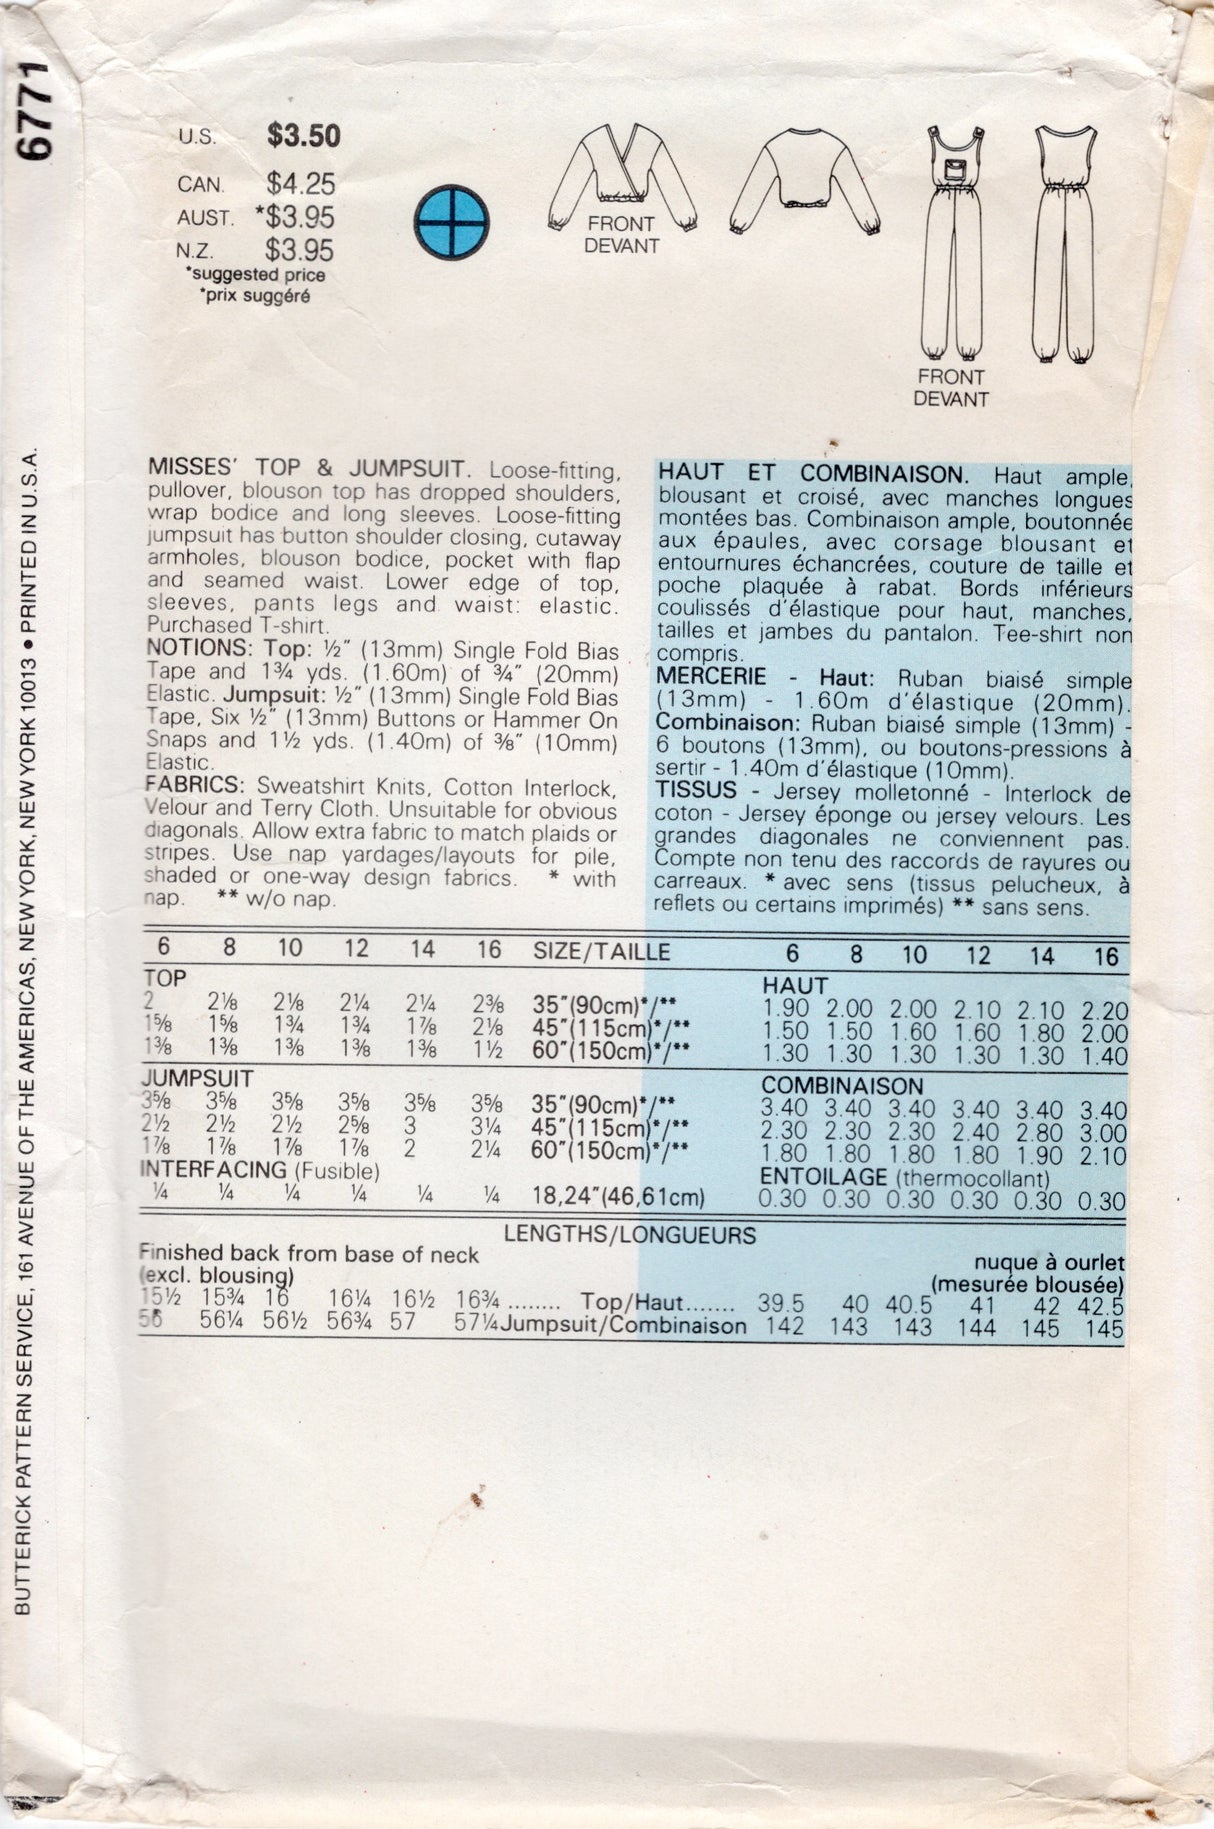 6771
BUTTERICK PATTERN SERVICE, 161 AVENUE OF THE AMERICAS, NEW YORK, NEW YORK 10013 • PRINTED IN U.S.A.
U.S. $3.50
CAN. $4.25
AUST. *$3.95
N.Z. $3.95
*suggested price
*prix suggéré
FRONT
DEVANT
FRONT
DEVANT
MISSES' TOP & JUMPSUIT. Loose-fitting,
pullover, blouson top has dropped shoulders,
wrap bodice and long sleeves. Loose-fitting
jumpsuit has button shoulder closing, cutaway
armholes, blouson bodice, pocket with flap
and seamed waist. Lower edge of top,
sleeves, pants legs and waist: elastic.
Purchased T-shirt.
NOTIONS: Top: ½" (13mm) Single Fold Bias
Tape and 1¾ yds. (1.60m) of ¾" (20mm)
Elastic. Jumpsuit: ½" (13mm) Single Fold Bias
Tape, Six ½" (13mm) Buttons or Hammer On
Snaps and 1½ yds. (1.40m) of ⅜" (10mm)
Elastic.
FABRICS: Sweatshirt Knits, Cotton Interlock,
Velour and Terry Cloth. Unsuitable for obvious
diagonals. Allow extra fabric to match plaids or
stripes. Use nap yardages/layouts for pile,
shaded or one-way design fabrics. * with
nap. ** w/o nap.
HAUT ET COMBINAISON. Haut ample,
blousant et croisé, avec manches longues
montées bas. Combinaison ample, boutonnée
aux épaules, avec corsage blousant et
entournures échancrées, couture de taille et
poche plaquée à rabat. Bords inférieurs
coulissés d'élastique pour haut, manches,
tailles et jambes du pantalon. Tee-shirt non
compris.
MERCERIE - Haut: Ruban biaisé simple
(13mm) - 1.60m d'élastique (20mm).
Combinaison: Ruban biaisé simple (13mm) -
6 boutons (13mm), ou boutons-pressions à
sertir - 1.40m d'élastique (10mm).
TISSUS - Jersey molletonné - Interlock de
coton - Jersey éponge ou jersey velours. Les
grandes diagonales ne conviennent pas.
Compte non tenu des raccords de rayures ou
carreaux. * avec sens (tissus pelucheux, à
reflets ou certains imprimés) ** sans sens.
6 8 10 12 14 16 SIZE/TAILLE 6 8 10 12 14 16
TOP HAUT
2 2⅛ 2⅛ 2¼ 2¼ 2⅜ 35"(90cm)*/** 1.90 2.00 2.00 2.10 2.10 2.20
1⅝ 1⅝ 1¾ 1¾ 1⅞ 2⅛ 45"(115cm)*/** 1.50 1.50 1.60 1.60 1.80 2.00
1⅜ 1⅜ 1⅜ 1⅜ 1⅜ 1½ 60"(150cm)*/** 1.30 1.30 1.30 1.30 1.30 1.40
JUMPSUIT COMBINAISON
3⅝ 3⅝ 3⅝ 3⅝ 3⅝ 3⅝ 35"(90cm)*/** 3.40 3.40 3.40 3.40 3.40 3.40
2½ 2½ 2½ 2⅝ 3 3¼ 45"(115cm)*/** 2.30 2.30 2.30 2.40 2.80 3.00
1⅞ 1⅞ 1⅞ 1⅞ 2 2¼ 60"(150cm)*/** 1.80 1.80 1.80 1.80 1.90 2.10
INTERFACING (Fusible) ENTOILAGE (thermocollant)
¼ ¼ ¼ ¼ ¼ ¼ 18,24"(46,61cm) 0.30 0.30 0.30 0.30 0.30 0.30
LENGTHS/LONGUEURS
Finished back from base of neck nuque à ourlet
(excl. blousing) (mesurée blousée)
15½ 15¾ 16 16¼ 16½ 16¾ ........ Top/Haut....... 39.5 40 40.5 41 42 42.5
56 56¼ 56½ 56¾ 57 57¼ Jumpsuit/Combinaison 142 143 143 144 145 145